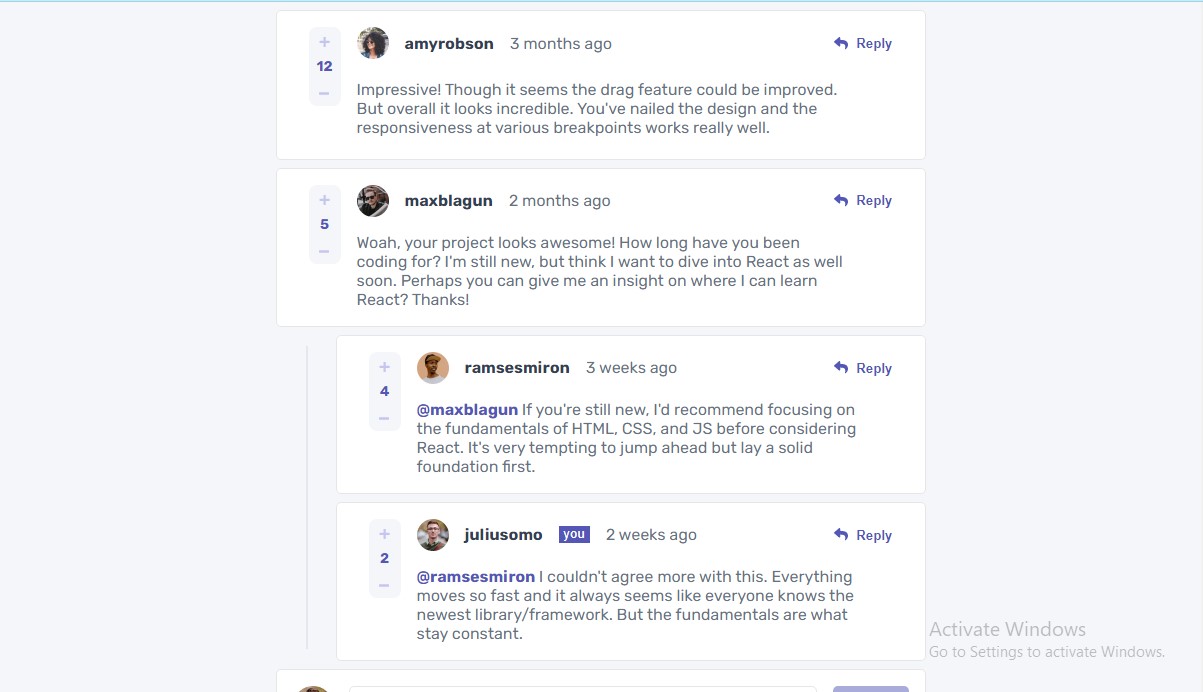 +
amyrobson 3 months ago Reply
12
−
Impressive! Though it seems the drag feature could be improved.
But overall it looks incredible. You've nailed the design and the
responsiveness at various breakpoints works really well.
+
maxblagun 2 months ago Reply
5
−
Woah, your project looks awesome! How long have you been
coding for? I'm still new, but think I want to dive into React as well
soon. Perhaps you can give me an insight on where I can learn
React? Thanks!
+
ramsesmiron 3 weeks ago Reply
4
−
@maxblagun If you're still new, I'd recommend focusing on
the fundamentals of HTML, CSS, and JS before considering
React. It's very tempting to jump ahead but lay a solid
foundation first.
+
juliusomo you 2 weeks ago Reply
2
−
@ramsesmiron I couldn't agree more with this. Everything
moves so fast and it always seems like everyone knows the
newest library/framework. But the fundamentals are what
stay constant.
Activate Windows
Go to Settings to activate Windows.